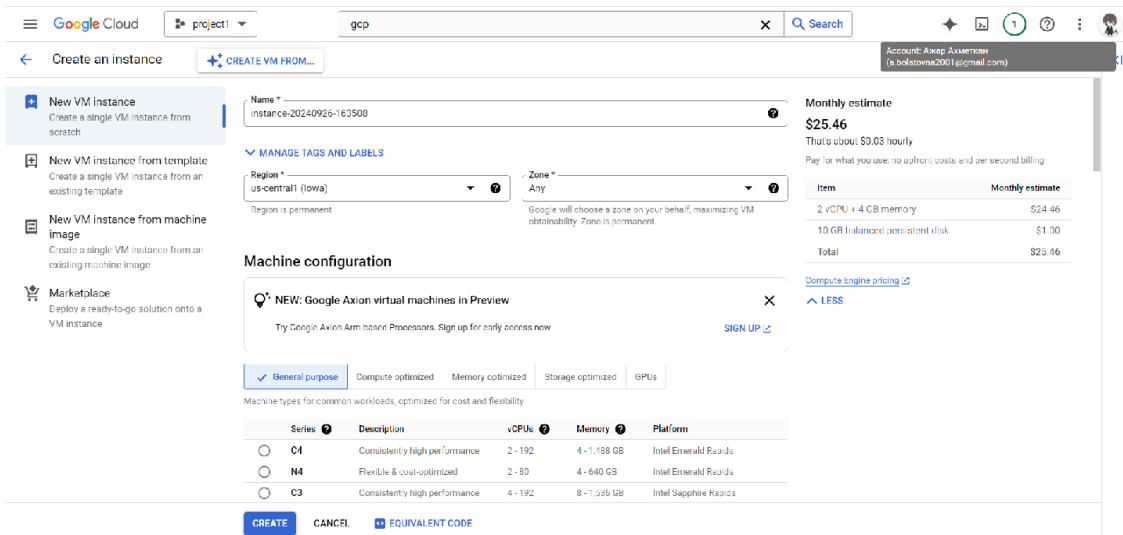 Google Cloud
project1
gcp
Search
1
Account: Ажар Ахметкан
(a.bolatovna2001@gmail.com)
Create an instance
CREATE VM FROM...
New VM instance
Create a single VM instance from
scratch
New VM instance from template
Create a single VM instance from an
existing template
New VM instance from machine
image
Create a single VM instance from an
existing machine image
Marketplace
Deploy a ready-to-go solution onto a
VM instance
Name *
instance-20240926-163508
MANAGE TAGS AND LABELS
Region *
us-central1 (Iowa)
Region is permanent
Zone *
Any
Google will choose a zone on your behalf, maximizing VM
obtainability. Zone is permanent.
Machine configuration
NEW: Google Axion virtual machines in Preview
Try Google Axion Arm-based Processors. Sign up for early access now
SIGN UP
General purpose Compute optimized Memory optimized Storage optimized GPUs
Machine types for common workloads, optimized for cost and flexibility
Series Description vCPUs Memory Platform
C4 Consistently high performance 2 - 192 4 - 1,488 GB Intel Emerald Rapids
N4 Flexible & cost-optimized 2 - 80 4 - 640 GB Intel Emerald Rapids
C3 Consistently high performance 4 - 192 8 - 1,536 GB Intel Sapphire Rapids
CREATE CANCEL EQUIVALENT CODE
Monthly estimate
$25.46
That's about $0.03 hourly
Pay for what you use: no upfront costs and per second billing
Item Monthly estimate
2 vCPU + 4 GB memory $24.46
10 GB balanced persistent disk $1.00
Total $25.46
Compute Engine pricing
LESS